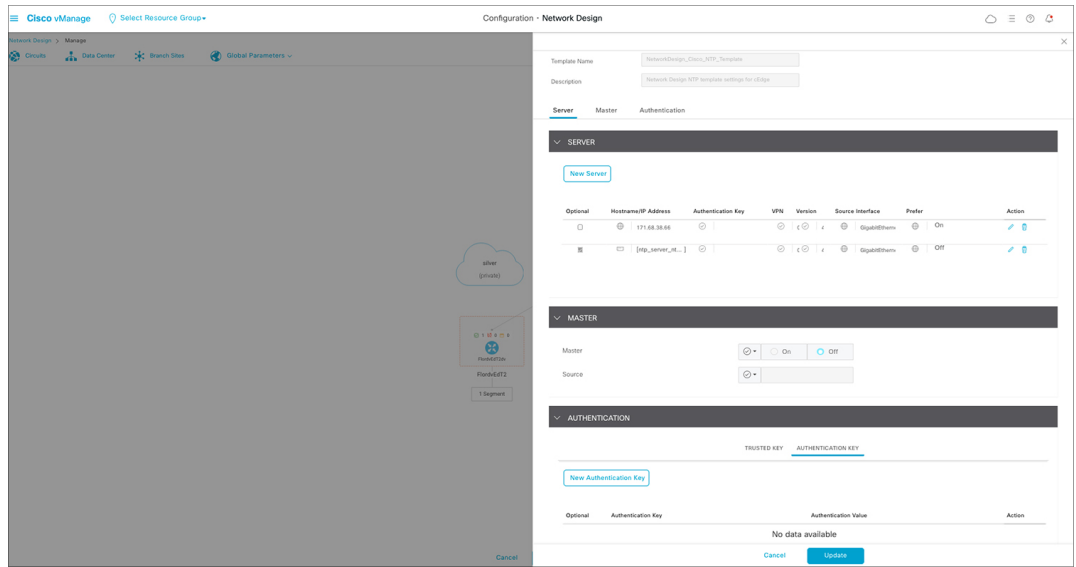 Cisco vManage
Select Resource Group
Configuration - Network Design
Network Design > Manage
Circuits
Data Center
Branch Sites
Global Parameters
Template Name
NetworkDesign_Cisco_NTP_Template
Description
Network Design NTP template settings for vEdge
Server
Master
Authentication
SERVER
New Server
Optional Hostname/IP Address Authentication Key VPN Version Source Interface Prefer Action
171.68.38.66 GigabitEtherne On
[ntp_server_nt... ] GigabitEtherne Off
silver
(private)
MASTER
Master On Off
Source
FlordvEdT2
1 Segment
AUTHENTICATION
TRUSTED KEY AUTHENTICATION KEY
New Authentication Key
Optional Authentication Key Authentication Value Action
No data available
Cancel
Cancel Update